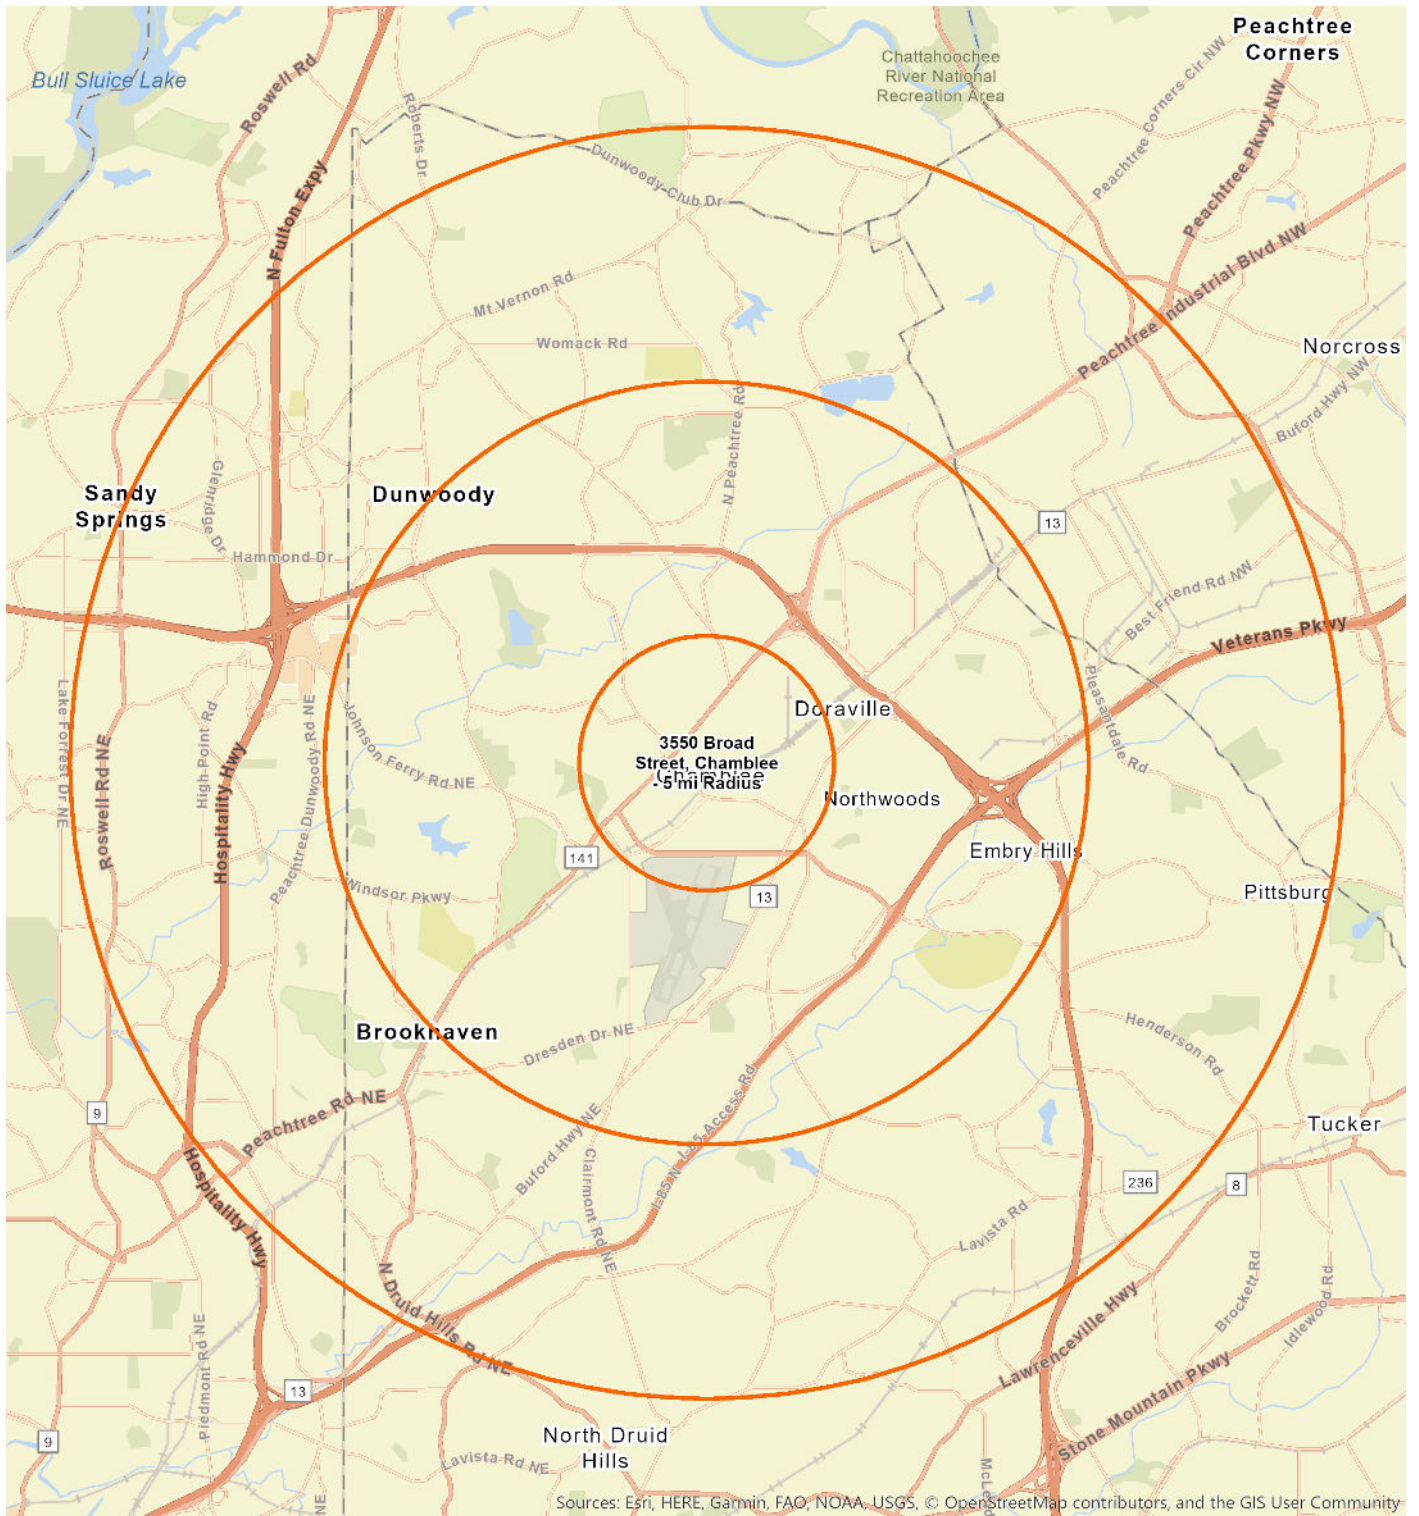 Peachtree
Corners
Chattahoochee
River National
Recreation Area
Bull Sluice Lake
Roswell Rd
Roberts Dr
Peachtree Corners Cir NW
Peachtree Pkwy NW
N Fulton Expy
Dunwoody Club Dr
Peachtree Industrial Blvd NW
Mt Vernon Rd
Womack Rd
Norcross
Buford Hwy NW
N Peachtree Rd
Sandy
Springs
Glenridge Dr
Dunwoody
13
Hammond Dr
Best Friend Rd NW
Veterans Pkwy
Lake Forrest Dr NE
High Point Rd
Peachtree Dunwoody Rd NE
Johnson Ferry Rd NE
Pleasantdale Rd
Doraville
3550 Broad
Street, Chamblee
- 5 mi Radius
Chamblee
Roswell Rd NE
Hospitality Hwy
Northwoods
Embry Hills
141
Windsor Pkwy
13
Pittsburg
Brookhaven
Dresden Dr NE
Henderson Rd
9
Peachtree Rd NE
Buford Hwy NE
I-85 N
I-85 Access Rd
Tucker
Clairmont Rd NE
236
8
Hospitality Hwy
Lavista Rd
N Druid Hills Rd NE
Brockett Rd
Idlewood Rd
Piedmont Rd NE
13
Lawrenceville Hwy
Stone Mountain Pkwy
9
North Druid
Hills
Lavista Rd NE
NE
Sources: Esri, HERE, Garmin, FAO, NOAA, USGS, © OpenStreetMap contributors, and the GIS User Community